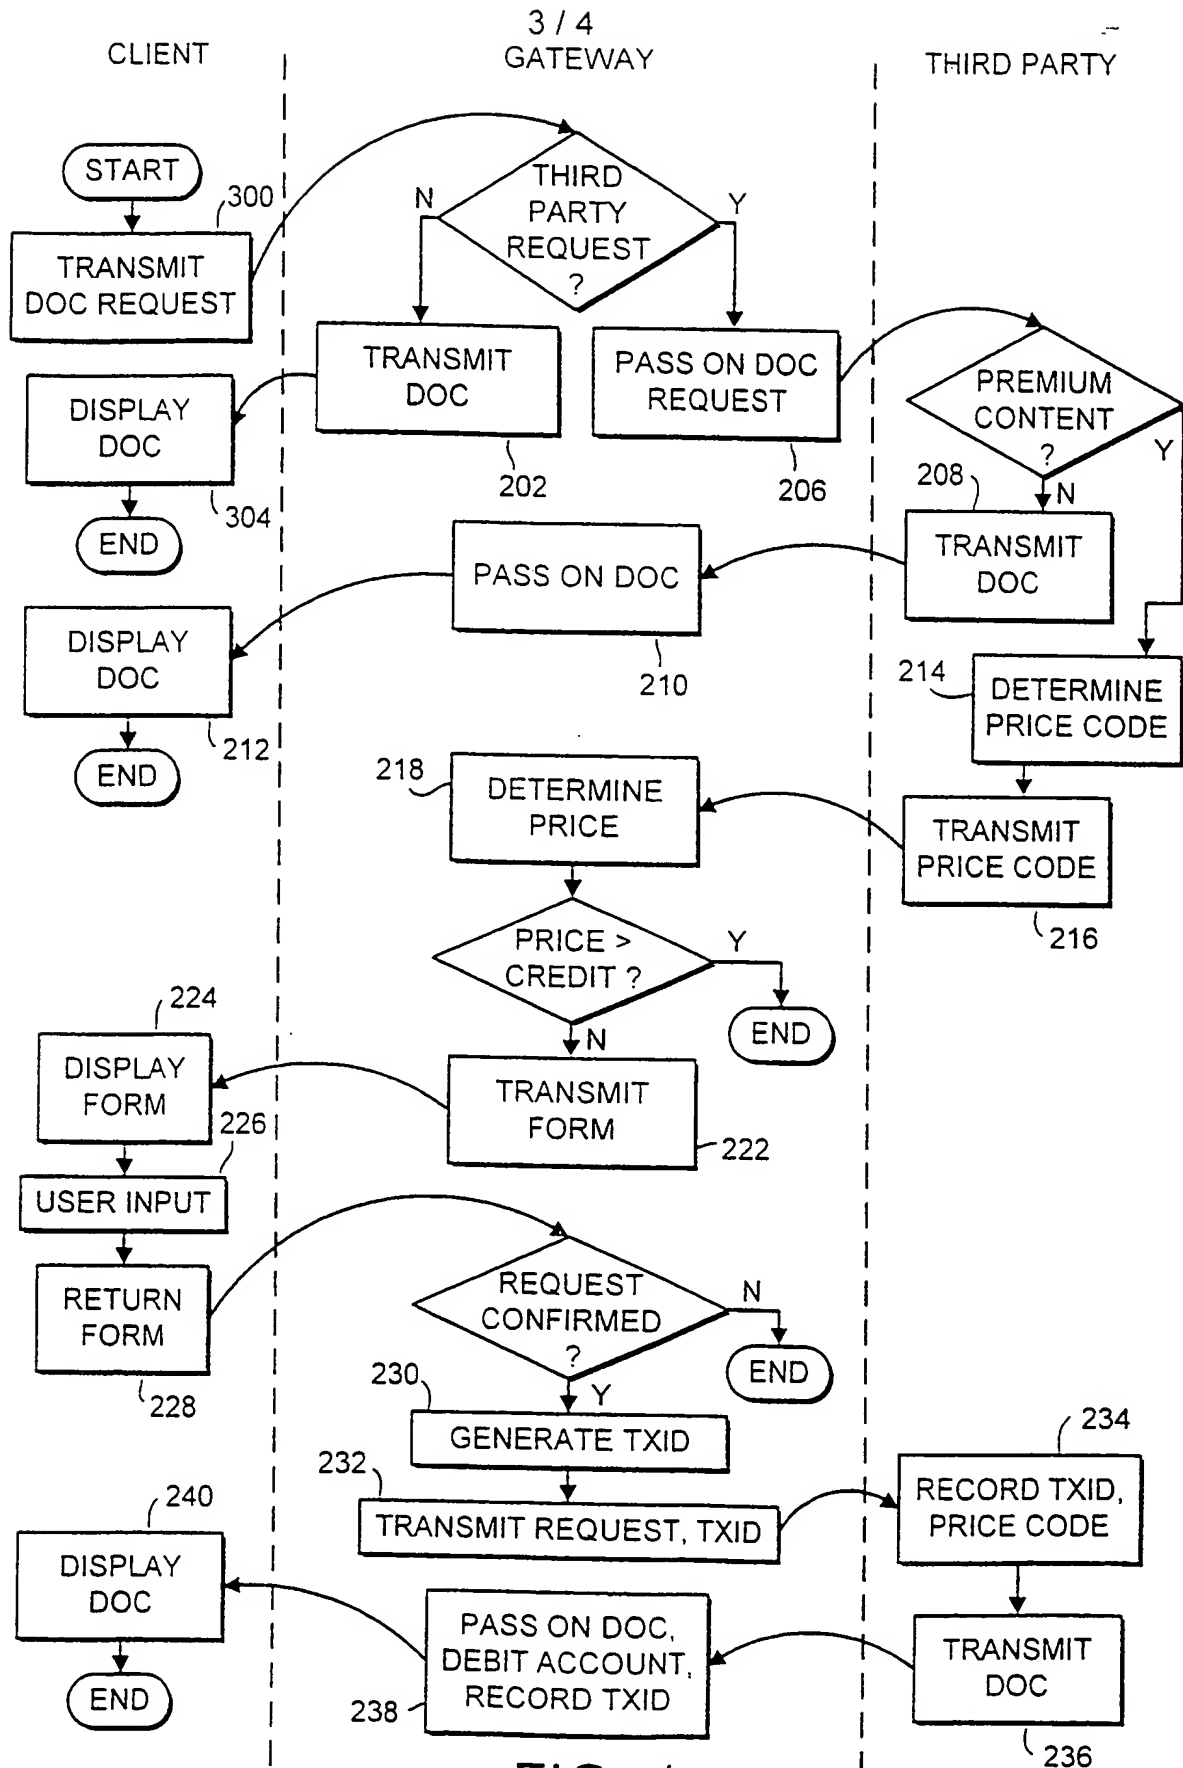 3 / 4
CLIENT
GATEWAY
THIRD PARTY
START
300
TRANSMIT
DOC REQUEST
THIRD
PARTY
REQUEST
?
N
Y
TRANSMIT
DOC
202
PASS ON DOC
REQUEST
206
PREMIUM
CONTENT
?
Y
N
DISPLAY
DOC
304
END
208
TRANSMIT
DOC
PASS ON DOC
210
DISPLAY
DOC
212
END
214
DETERMINE
PRICE CODE
218
DETERMINE
PRICE
TRANSMIT
PRICE CODE
216
PRICE >
CREDIT ?
Y
END
N
224
DISPLAY
FORM
TRANSMIT
FORM
222
226
USER INPUT
RETURN
FORM
228
REQUEST
CONFIRMED
?
N
END
Y
230
GENERATE TXID
232
TRANSMIT REQUEST, TXID
234
RECORD TXID,
PRICE CODE
240
DISPLAY
DOC
END
PASS ON DOC,
DEBIT ACCOUNT,
RECORD TXID
238
TRANSMIT
DOC
236